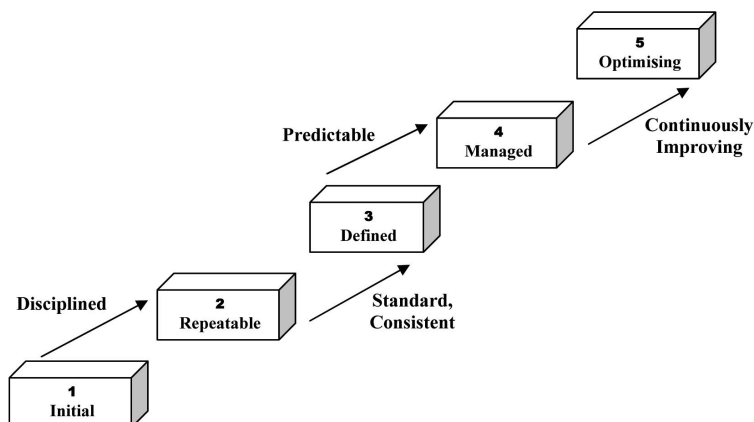 5
Optimising
4
Managed
Continuously
Improving
Predictable
3
Defined
Standard,
Consistent
2
Repeatable
Disciplined
1
Initial